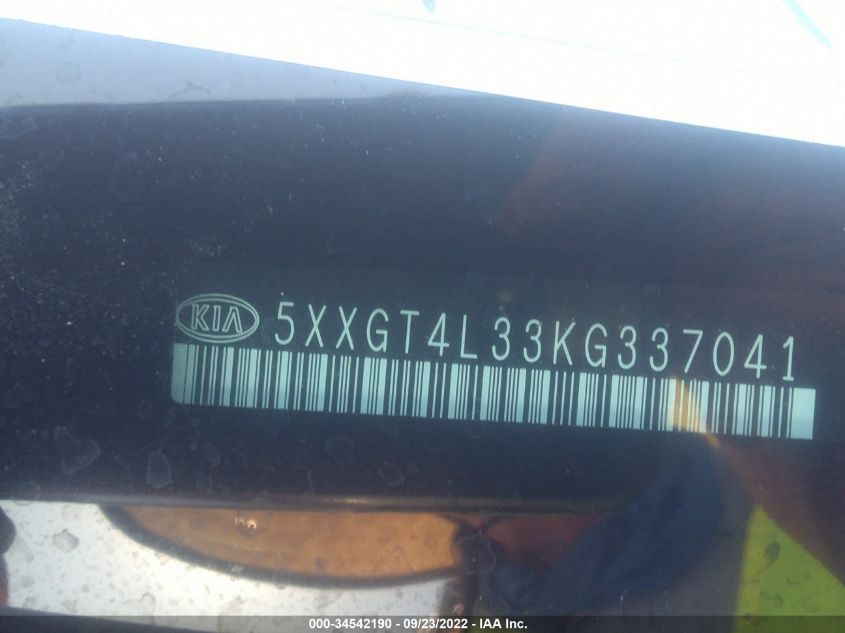 KIA 5XXGT4L33KG337041
000-34542190 - 09/23/2022 - IAA Inc.